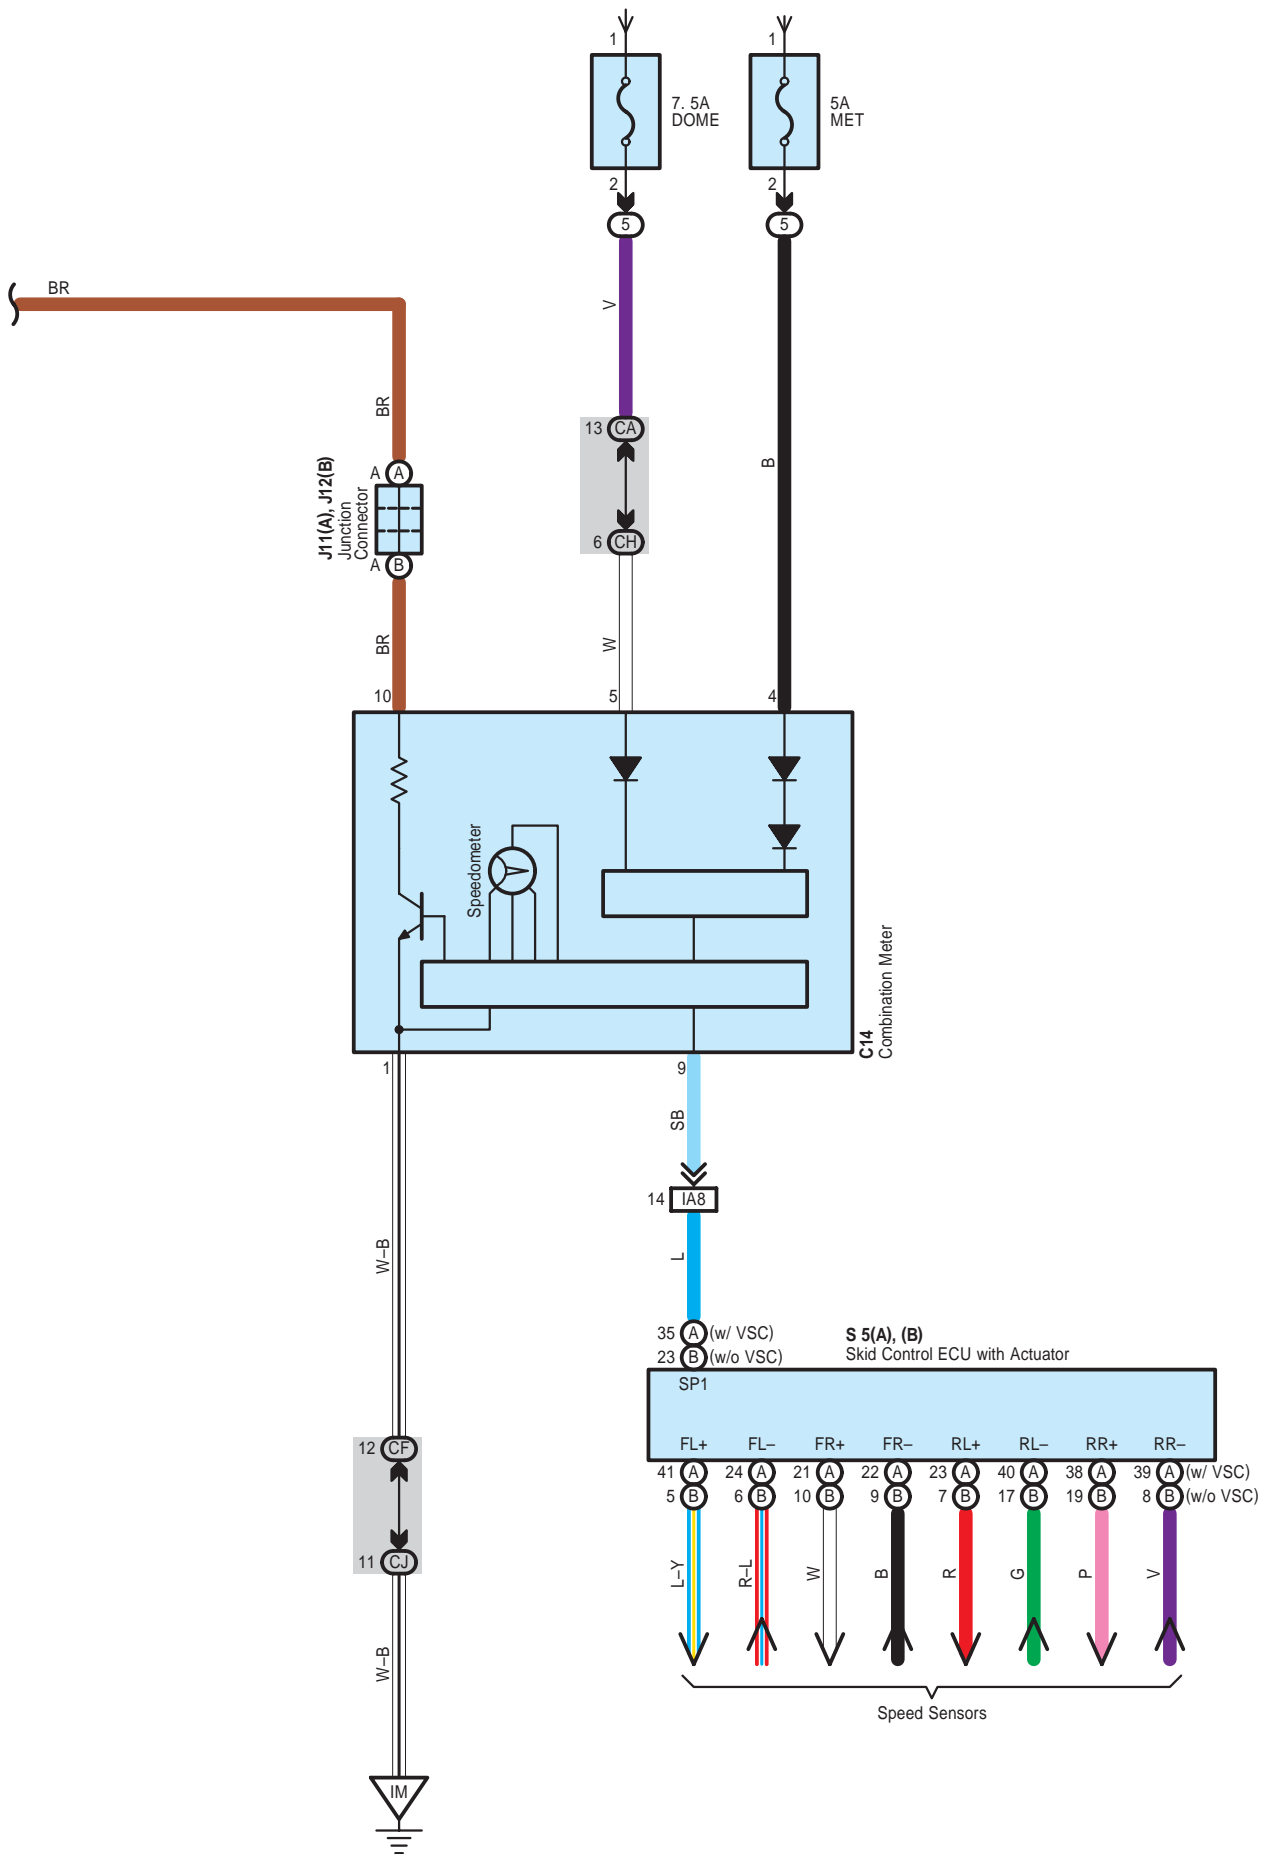 1
1
7. 5A
DOME
5A
MET
2
2
5
5
BR
V
BR
B
13 CA
J11(A), J12(B)
Junction
Connector
A A
6 CH
A B
BR
W
10
5
4
Speedometer
C14
Combination Meter
1
9
SB
14 IA8
W–B
L
35 A (w/ VSC)
23 B (w/o VSC)
S 5(A), (B)
Skid Control ECU with Actuator
SP1
FL+ FL– FR+ FR– RL+ RL– RR+ RR–
41 A 24 A 21 A 22 A 23 A 40 A 38 A 39 A (w/ VSC)
5 B 6 B 10 B 9 B 7 B 17 B 19 B 8 B (w/o VSC)
12 CF
11 CJ
L–Y R–L W B R G P V
W–B
Speed Sensors
IM